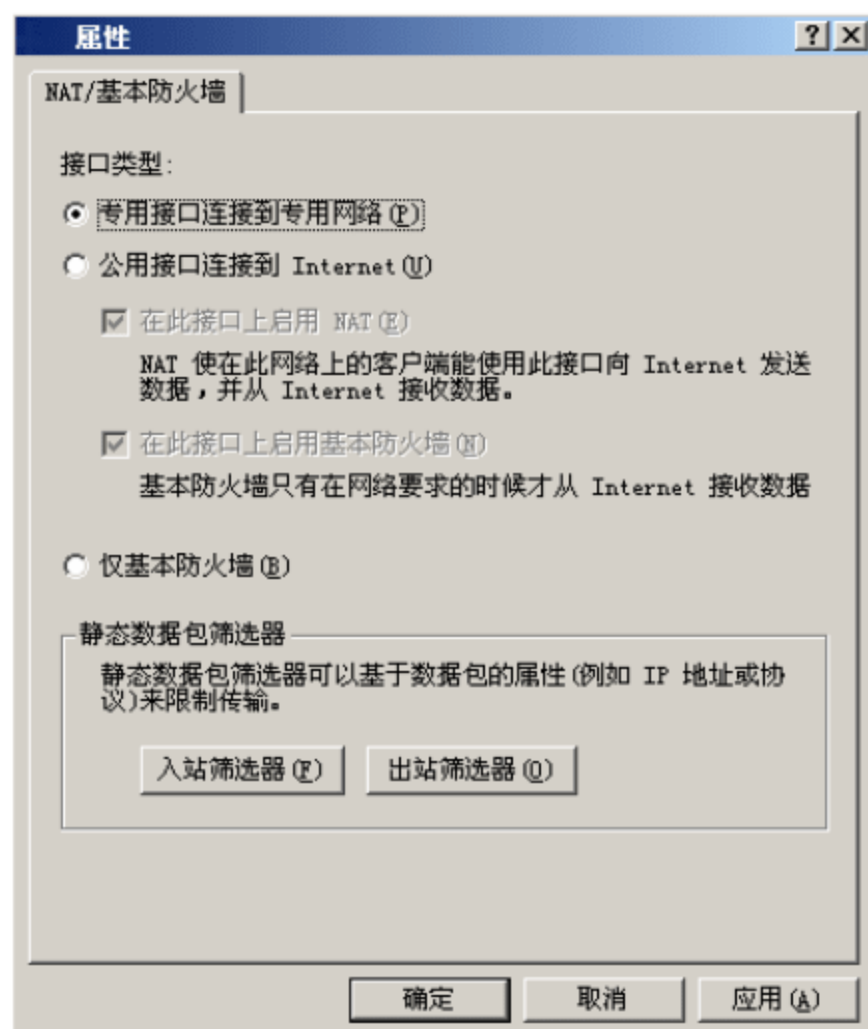 属性
NAT/基本防火墙
接口类型:
专用接口连接到专用网络(P)
公用接口连接到 Internet(U)
在此接口上启用 NAT(E)
NAT 使在此网络上的客户端能使用此接口向 Internet 发送
数据，并从 Internet 接收数据。
在此接口上启用基本防火墙(N)
基本防火墙只有在网络要求的时候才从 Internet 接收数据
仅基本防火墙(B)
静态数据包筛选器
静态数据包筛选器可以基于数据包的属性(例如 IP 地址或协
议)来限制传输。
入站筛选器(F) 出站筛选器(O)
确定 取消 应用(A)